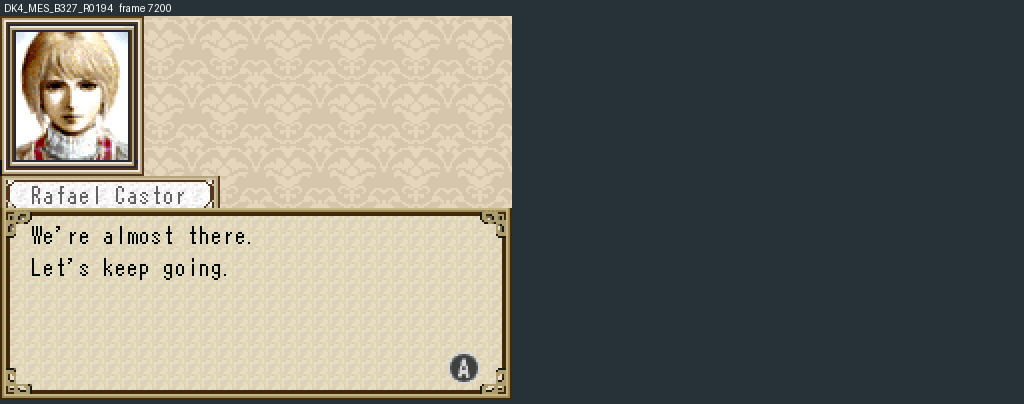 DK4_MES_B327_R0194 frame 7200
Rafael Castor
We're almost there.
Let's keep going.
A